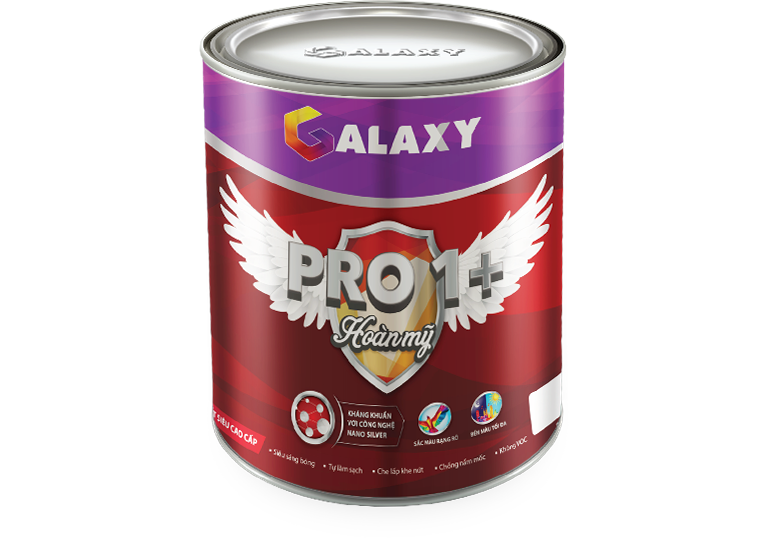 GALAXY
GALAXY
PRO 1+
Hoàn mỹ
KHÁNG KHUẨN
VỚI CÔNG NGHỆ
NANO SILVER
SẮC MÀU RẠNG RỠ
BỀN MÀU TỐI ĐA
SIÊU CAO CẤP
• Siêu sáng bóng • Tự làm sạch • Che lấp khe nứt • Chống nấm mốc • Không VOC